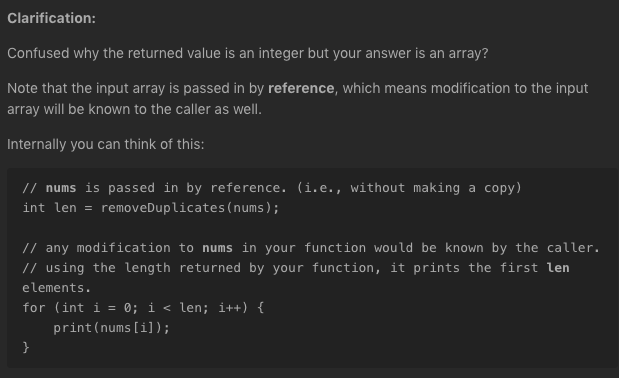 Clarification:
Confused why the returned value is an integer but your answer is an array?
Note that the input array is passed in by reference, which means modification to the input
array will be known to the caller as well.
Internally you can think of this:
// nums is passed in by reference. (i.e., without making a copy)
int len = removeDuplicates(nums);
// any modification to nums in your function would be known by the caller.
// using the length returned by your function, it prints the first len
elements.
for (int i = 0; i < len; i++) {
    print(nums[i]);
}